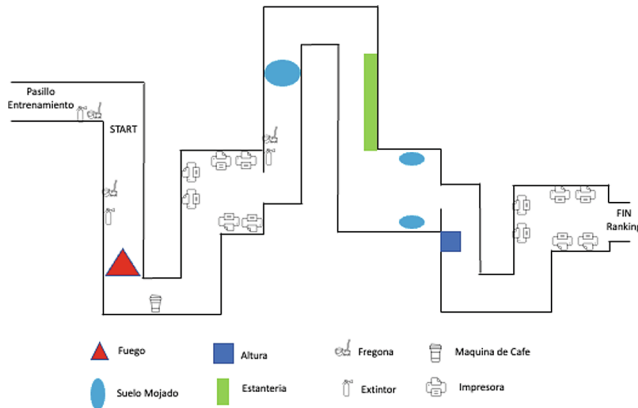 Pasillo
Entrenamiento
START
FIN
Ranking
Fuego
Altura
Fregona
Maquina de Cafe
Suelo Mojado
Estanteria
Extintor
Impresora